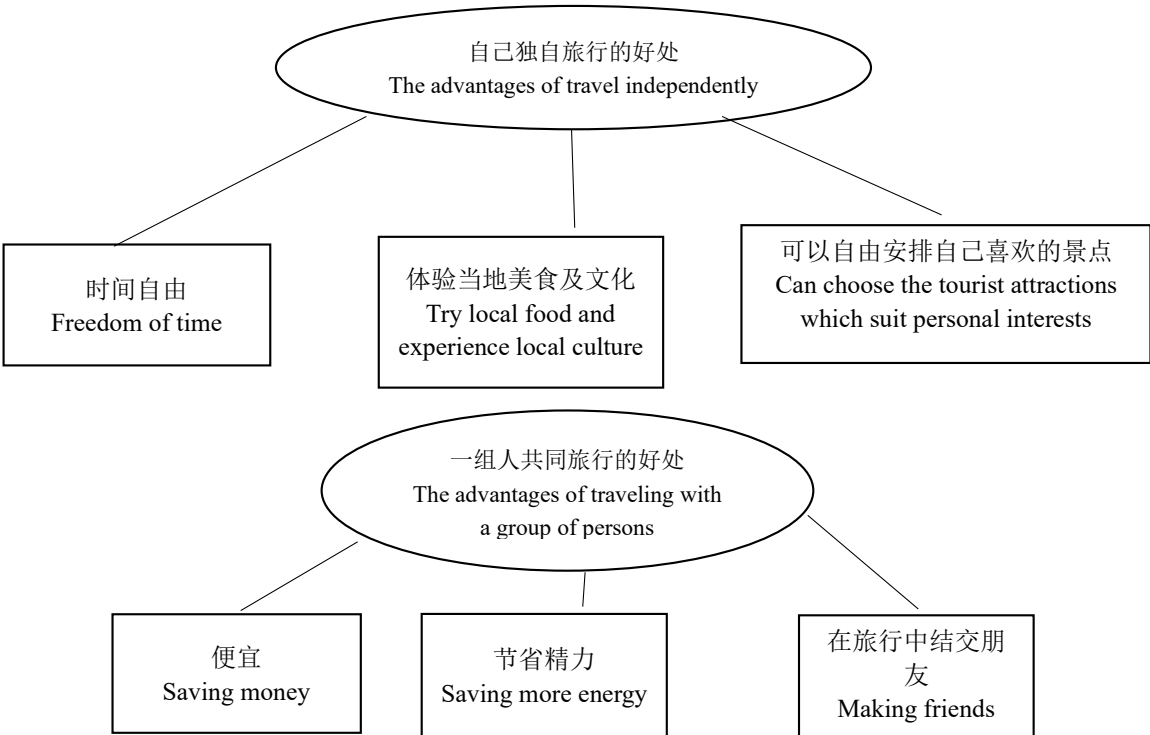 自己独自旅行的好处
The advantages of travel independently
时间自由
Freedom of time
体验当地美食及文化
Try local food and
experience local culture
可以自由安排自己喜欢的景点
Can choose the tourist attractions
which suit personal interests
一组人共同旅行的好处
The advantages of traveling with
a group of persons
便宜
Saving money
节省精力
Saving more energy
在旅行中结交朋
友
Making friends